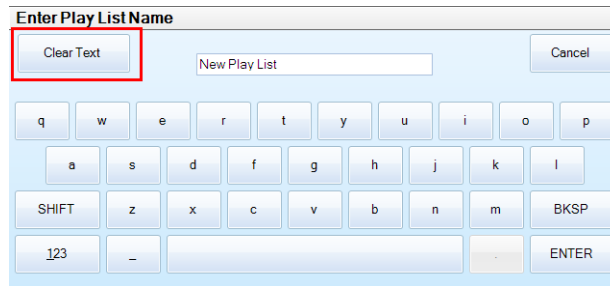 Enter Play List Name
Clear Text New Play List Cancel
q w e r t y u i o p
a s d f g h j k l
SHIFT z x c v b n m BKSP
123 _ . ENTER